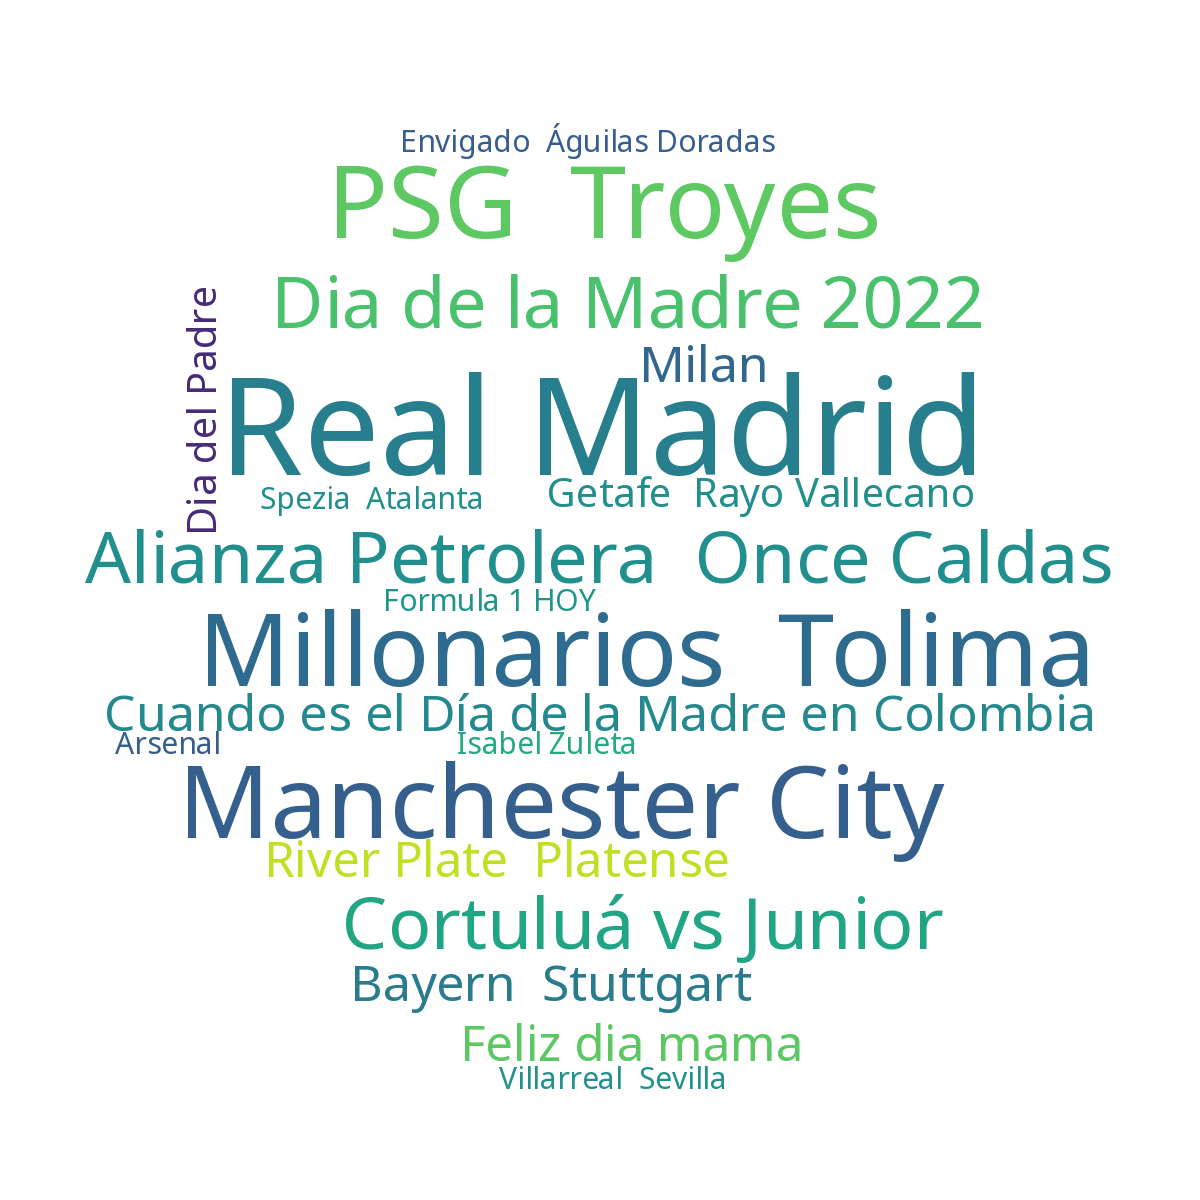 Envigado  Águilas Doradas
PSG  Troyes
Dia de la Madre 2022
Dia del Padre
Milan
Real Madrid
Spezia  Atalanta
Getafe  Rayo Vallecano
Alianza Petrolera  Once Caldas
Formula 1 HOY
Millonarios  Tolima
Cuando es el Día de la Madre en Colombia
Arsenal
Isabel Zuleta
Manchester City
River Plate  Platense
Cortuluá vs Junior
Bayern  Stuttgart
Feliz dia mama
Villarreal  Sevilla